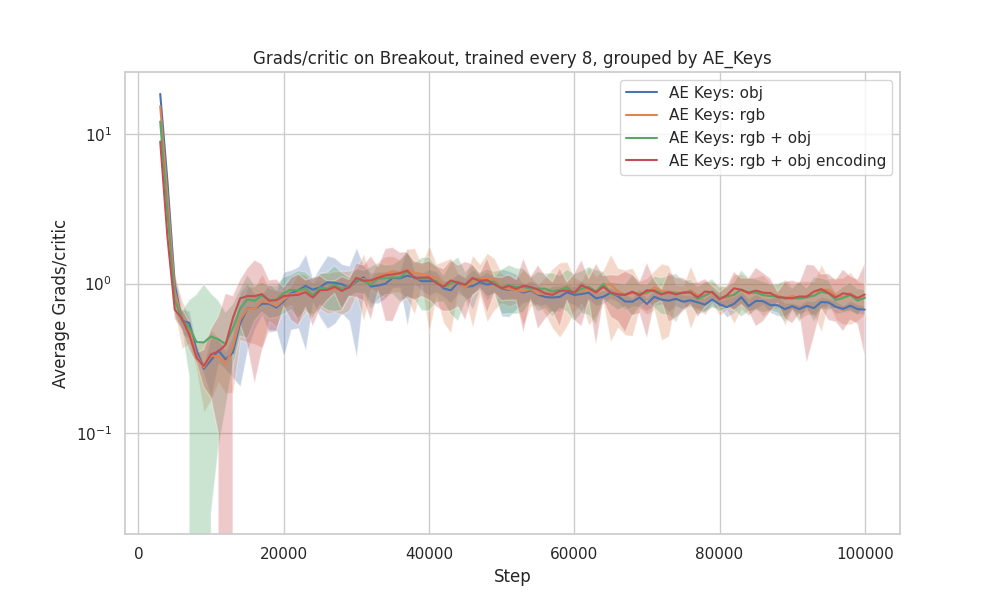 Grads/critic on Breakout, trained every 8, grouped by AE_Keys
AE Keys: obj
AE Keys: rgb
AE Keys: rgb + obj
AE Keys: rgb + obj encoding
Average Grads/critic
10¹
10⁰
10⁻¹
0 20000 40000 60000 80000 100000
Step